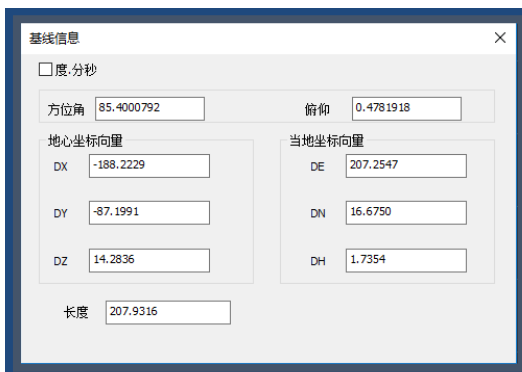 基线信息
度.分秒
方位角 85.4000792 俯仰 0.4781918
地心坐标向量 当地坐标向量
DX -188.2229 DE 207.2547
DY -87.1991 DN 16.6750
DZ 14.2836 DH 1.7354
长度 207.9316